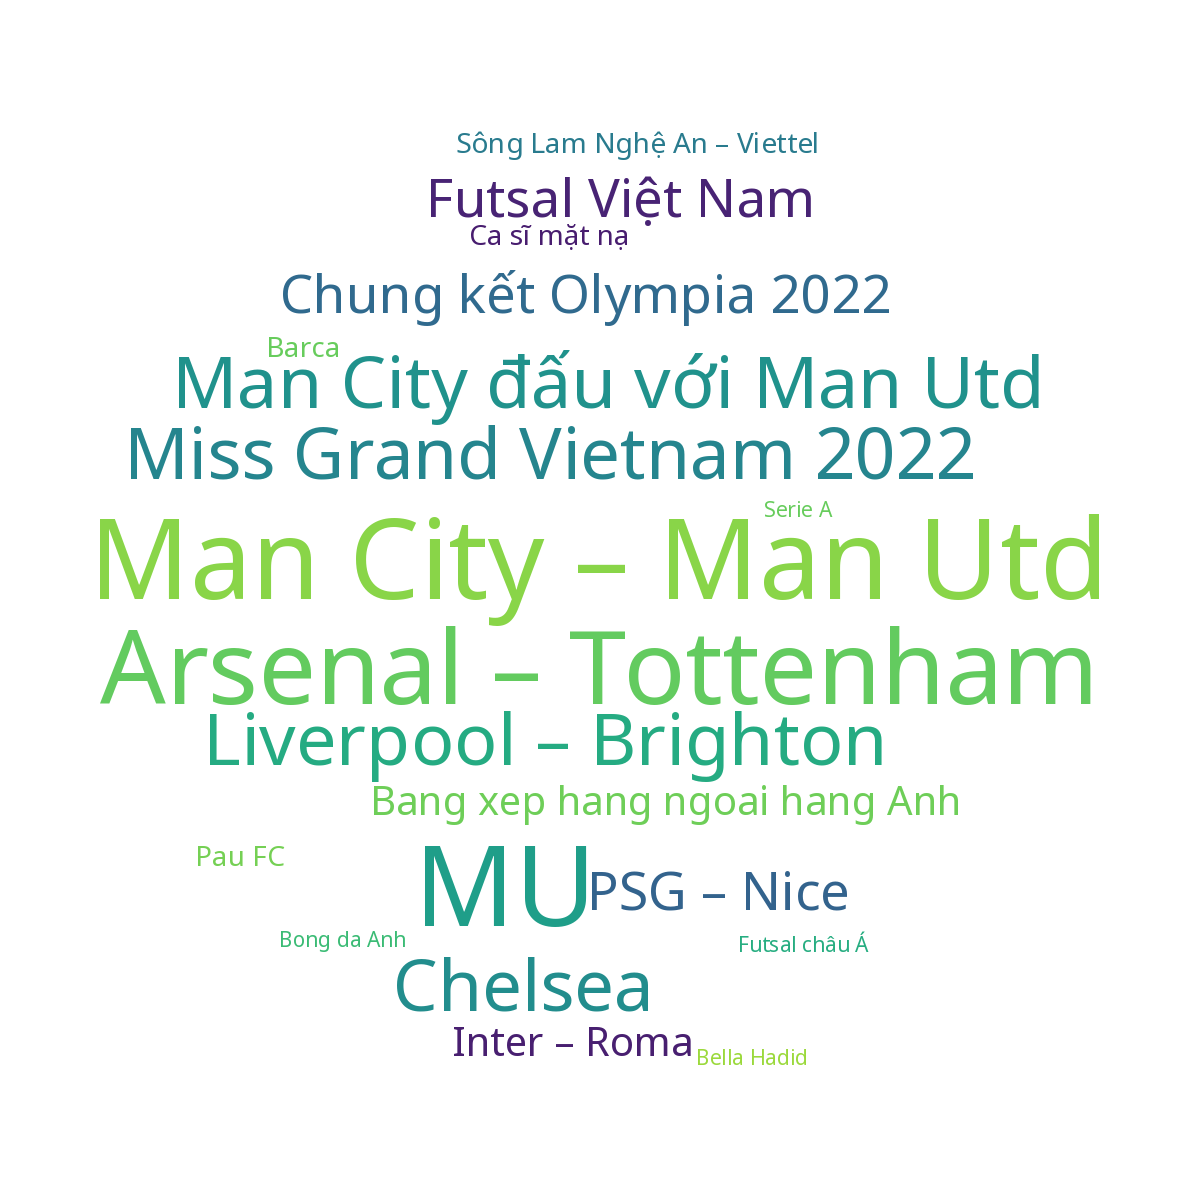 Sông Lam Nghệ An – Viettel
Futsal Việt Nam
Ca sĩ mặt nạ
Chung kết Olympia 2022
Barca
Man City đấu với Man Utd
Miss Grand Vietnam 2022
Serie A
Man City – Man Utd
Arsenal – Tottenham
Liverpool – Brighton
Bang xep hang ngoai hang Anh
Pau FC
MU
PSG – Nice
Bong da Anh
Futsal châu Á
Chelsea
Inter – Roma
Bella Hadid